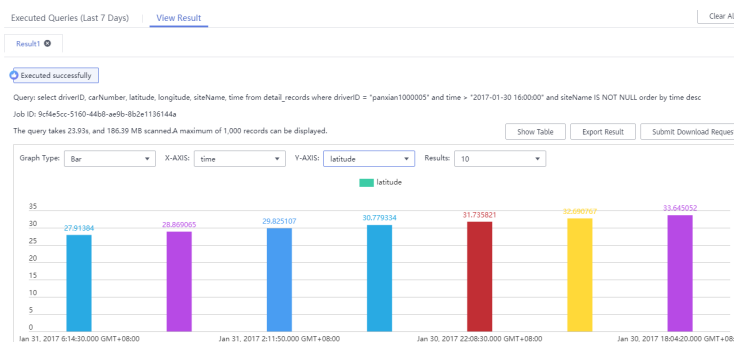 Executed Queries (Last 7 Days) View Result Clear Al
Result1
Executed successfully
Query: select driverID, carNumber, latitude, longitude, siteName, time from detail_records where driverID = "panxian1000005" and time > "2017-01-30 16:00:00" and siteName IS NOT NULL order by time desc
Job ID: 9cf4e5cc-5160-44b8-ae9b-8b2e1136144a
The query takes 23.93s, and 186.39 MB scanned.A maximum of 1,000 records can be displayed.
Show Table Export Result Submit Download Reques
Graph Type: Bar X-AXIS: time Y-AXIS: latitude Results: 10
latitude
35
30
25
20
15
10
5
0
27.91384 28.869065 29.825107 30.779334 31.735821 32.690767 33.645052
Jan 31, 2017 6:14:30.000 GMT+08:00 Jan 31, 2017 2:11:50.000 GMT+08:00 Jan 30, 2017 22:08:30.000 GMT+08:00 Jan 30, 2017 18:04:20.000 GMT+08: